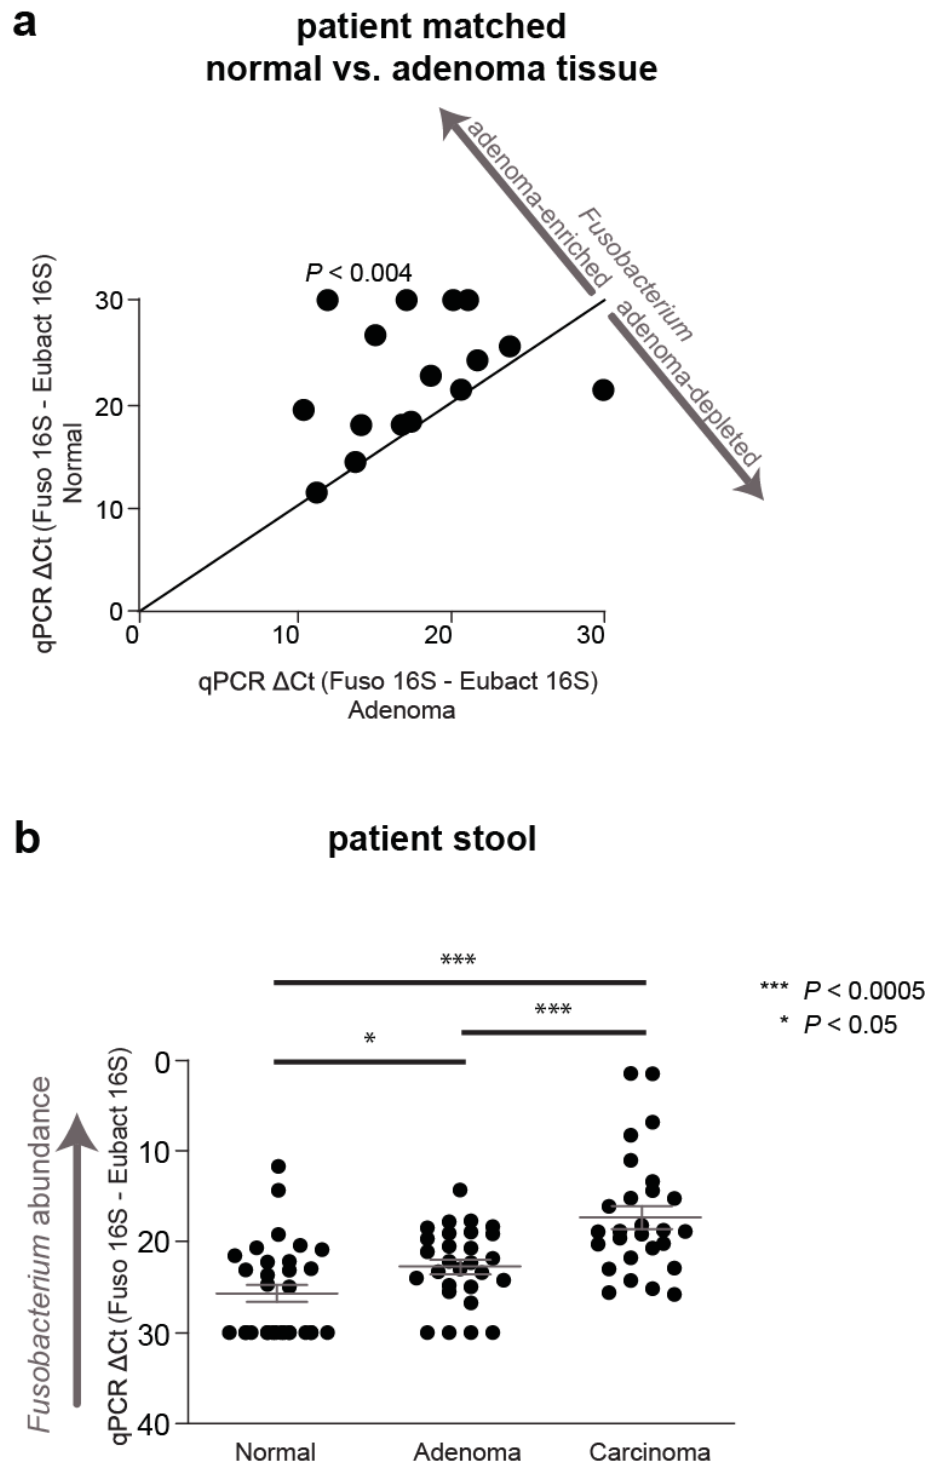 a
patient matched
normal vs. adenoma tissue
adenoma-enriched
Fusobacterium
adenoma-depleted
P < 0.004
qPCR ΔCt (Fuso 16S - Eubact 16S)
Normal
30
20
10
0
0 10 20 30
qPCR ΔCt (Fuso 16S - Eubact 16S)
Adenoma
b
patient stool
***
*** P < 0.0005
***
* P < 0.05
*
Fusobacterium abundance
qPCR ΔCt (Fuso 16S - Eubact 16S)
0
10
20
30
40
Normal Adenoma Carcinoma